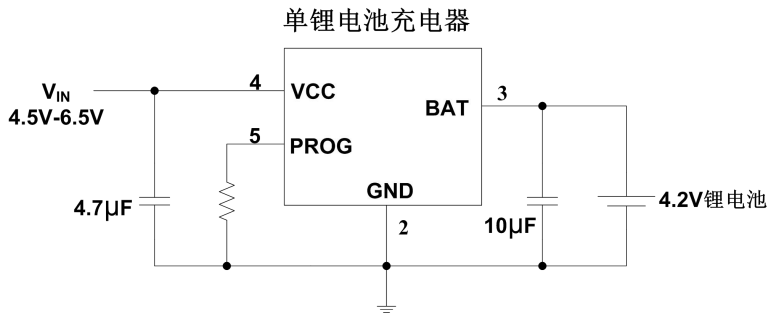 单锂电池充电器
V_IN
4.5V-6.5V
4
VCC
5
PROG
BAT
3
GND
2
4.7μF
10μF
4.2V锂电池